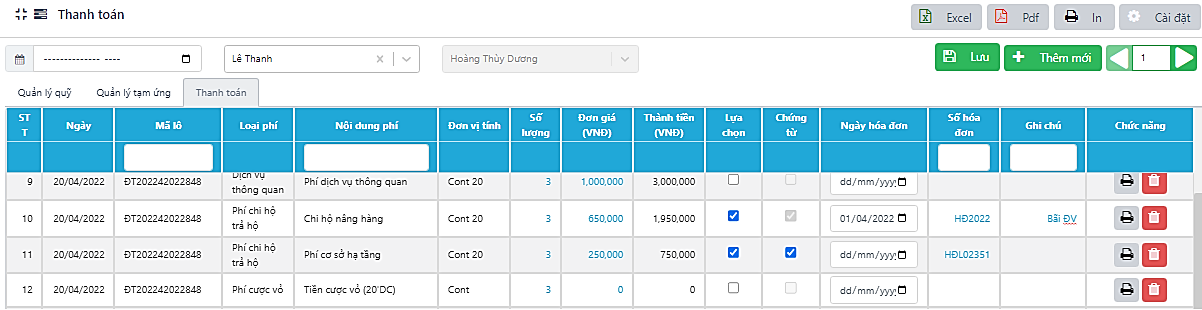 Thanh toán
Excel
Pdf
In
Cài đặt
-------------- ----
Lê Thanh
Hoàng Thùy Dương
Lưu
Thêm mới
1
Quản lý quỹ
Quản lý tạm ứng
Thanh toán
STT
Ngày
Mã lô
Loại phí
Nội dung phí
Đơn vị tính
Số lượng
Đơn giá (VNĐ)
Thành tiền (VNĐ)
Lựa chọn
Chứng từ
Ngày hóa đơn
Số hóa đơn
Ghi chú
Chức năng
9 20/04/2022 ĐT202242022848 Dịch vụ thông quan Phí dịch vụ thông quan Cont 20 3 1,000,000 3,000,000 dd/mm/yyyy
10 20/04/2022 ĐT202242022848 Phí chi hộ trả hộ Chi hộ nâng hàng Cont 20 3 650,000 1,950,000 01/04/2022 HĐ2022 Bãi ĐV
11 20/04/2022 ĐT202242022848 Phí chi hộ trả hộ Phí cơ sở hạ tầng Cont 20 3 250,000 750,000 dd/mm/yyyy HĐL02351
12 20/04/2022 ĐT202242022848 Phí cược vỏ Tiền cược vỏ (20'DC) Cont 3 0 0 dd/mm/yyyy